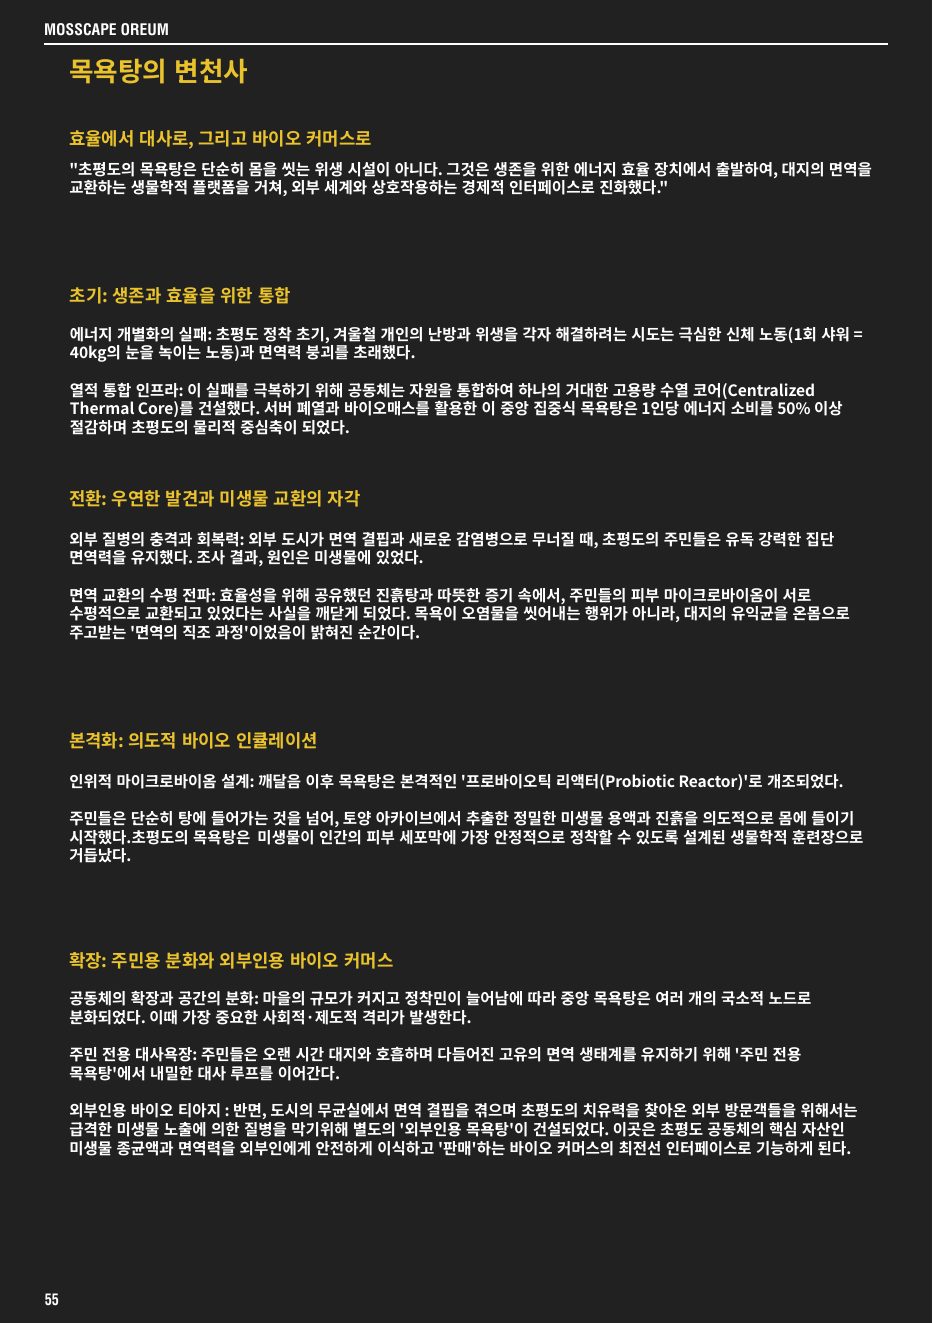 MOSSCAPE OREUM
목욕탕의 변천사
효율에서 대사로, 그리고 바이오 커머스로
"초평도의 목욕탕은 단순히 몸을 씻는 위생 시설이 아니다. 그것은 생존을 위한 에너지 효율 장치에서 출발하여, 대지의 면역을
교환하는 생물학적 플랫폼을 거쳐, 외부 세계와 상호작용하는 경제적 인터페이스로 진화했다."
초기: 생존과 효율을 위한 통합
에너지 개별화의 실패: 초평도 정착 초기, 겨울철 개인의 난방과 위생을 각자 해결하려는 시도는 극심한 신체 노동(1회 샤워 =
40kg의 눈을 녹이는 노동)과 면역력 붕괴를 초래했다.
열적 통합 인프라: 이 실패를 극복하기 위해 공동체는 자원을 통합하여 하나의 거대한 고용량 수열 코어(Centralized
Thermal Core)를 건설했다. 서버 폐열과 바이오매스를 활용한 이 중앙 집중식 목욕탕은 1인당 에너지 소비를 50% 이상
절감하며 초평도의 물리적 중심축이 되었다.
전환: 우연한 발견과 미생물 교환의 자각
외부 질병의 충격과 회복력: 외부 도시가 면역 결핍과 새로운 감염병으로 무너질 때, 초평도의 주민들은 유독 강력한 집단
면역력을 유지했다. 조사 결과, 원인은 미생물에 있었다.
면역 교환의 수평 전파: 효율성을 위해 공유했던 진흙탕과 따뜻한 증기 속에서, 주민들의 피부 마이크로바이옴이 서로
수평적으로 교환되고 있었다는 사실을 깨닫게 되었다. 목욕이 오염물을 씻어내는 행위가 아니라, 대지의 유익균을 온몸으로
주고받는 '면역의 직조 과정'이었음이 밝혀진 순간이다.
본격화: 의도적 바이오 인큘레이션
인위적 마이크로바이옴 설계: 깨달음 이후 목욕탕은 본격적인 '프로바이오틱 리액터(Probiotic Reactor)'로 개조되었다.
주민들은 단순히 탕에 들어가는 것을 넘어, 토양 아카이브에서 추출한 정밀한 미생물 용액과 진흙을 의도적으로 몸에 들이기
시작했다.초평도의 목욕탕은  미생물이 인간의 피부 세포막에 가장 안정적으로 정착할 수 있도록 설계된 생물학적 훈련장으로
거듭났다.
확장: 주민용 분화와 외부인용 바이오 커머스
공동체의 확장과 공간의 분화: 마을의 규모가 커지고 정착민이 늘어남에 따라 중앙 목욕탕은 여러 개의 국소적 노드로
분화되었다. 이때 가장 중요한 사회적·제도적 격리가 발생한다.
주민 전용 대사욕장: 주민들은 오랜 시간 대지와 호흡하며 다듬어진 고유의 면역 생태계를 유지하기 위해 '주민 전용
목욕탕'에서 내밀한 대사 루프를 이어간다.
외부인용 바이오 티아지 : 반면, 도시의 무균실에서 면역 결핍을 겪으며 초평도의 치유력을 찾아온 외부 방문객들을 위해서는
급격한 미생물 노출에 의한 질병을 막기위해 별도의 '외부인용 목욕탕'이 건설되었다. 이곳은 초평도 공동체의 핵심 자산인
미생물 종균액과 면역력을 외부인에게 안전하게 이식하고 '판매'하는 바이오 커머스의 최전선 인터페이스로 기능하게 된다.
55